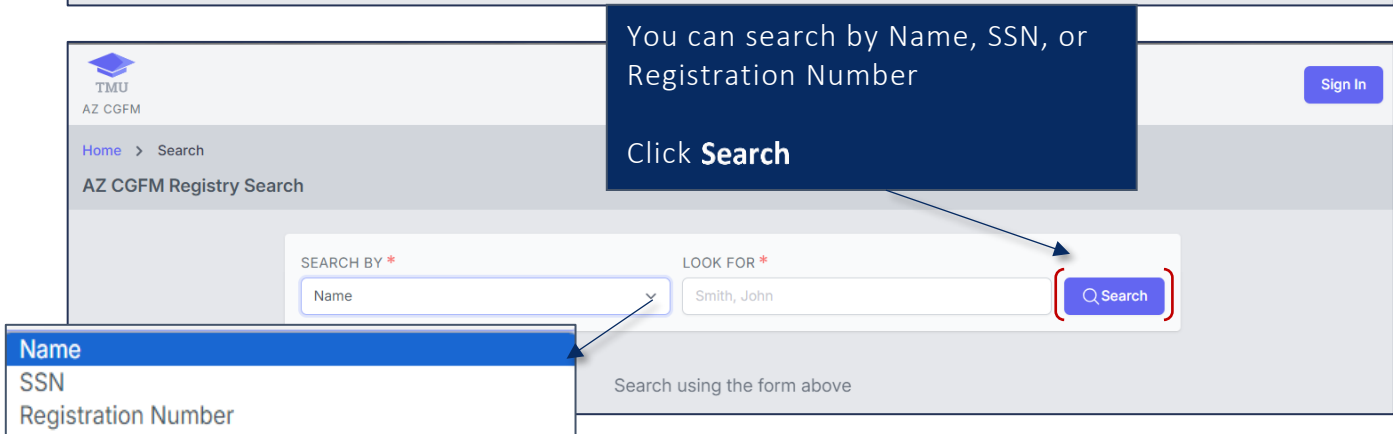 You can search by Name, SSN, or
Registration Number
Click Search
TMU
AZ CGFM
Sign In
Home > Search
AZ CGFM Registry Search
SEARCH BY *
LOOK FOR *
Name
Smith, John
Search
Name
SSN
Registration Number
Search using the form above